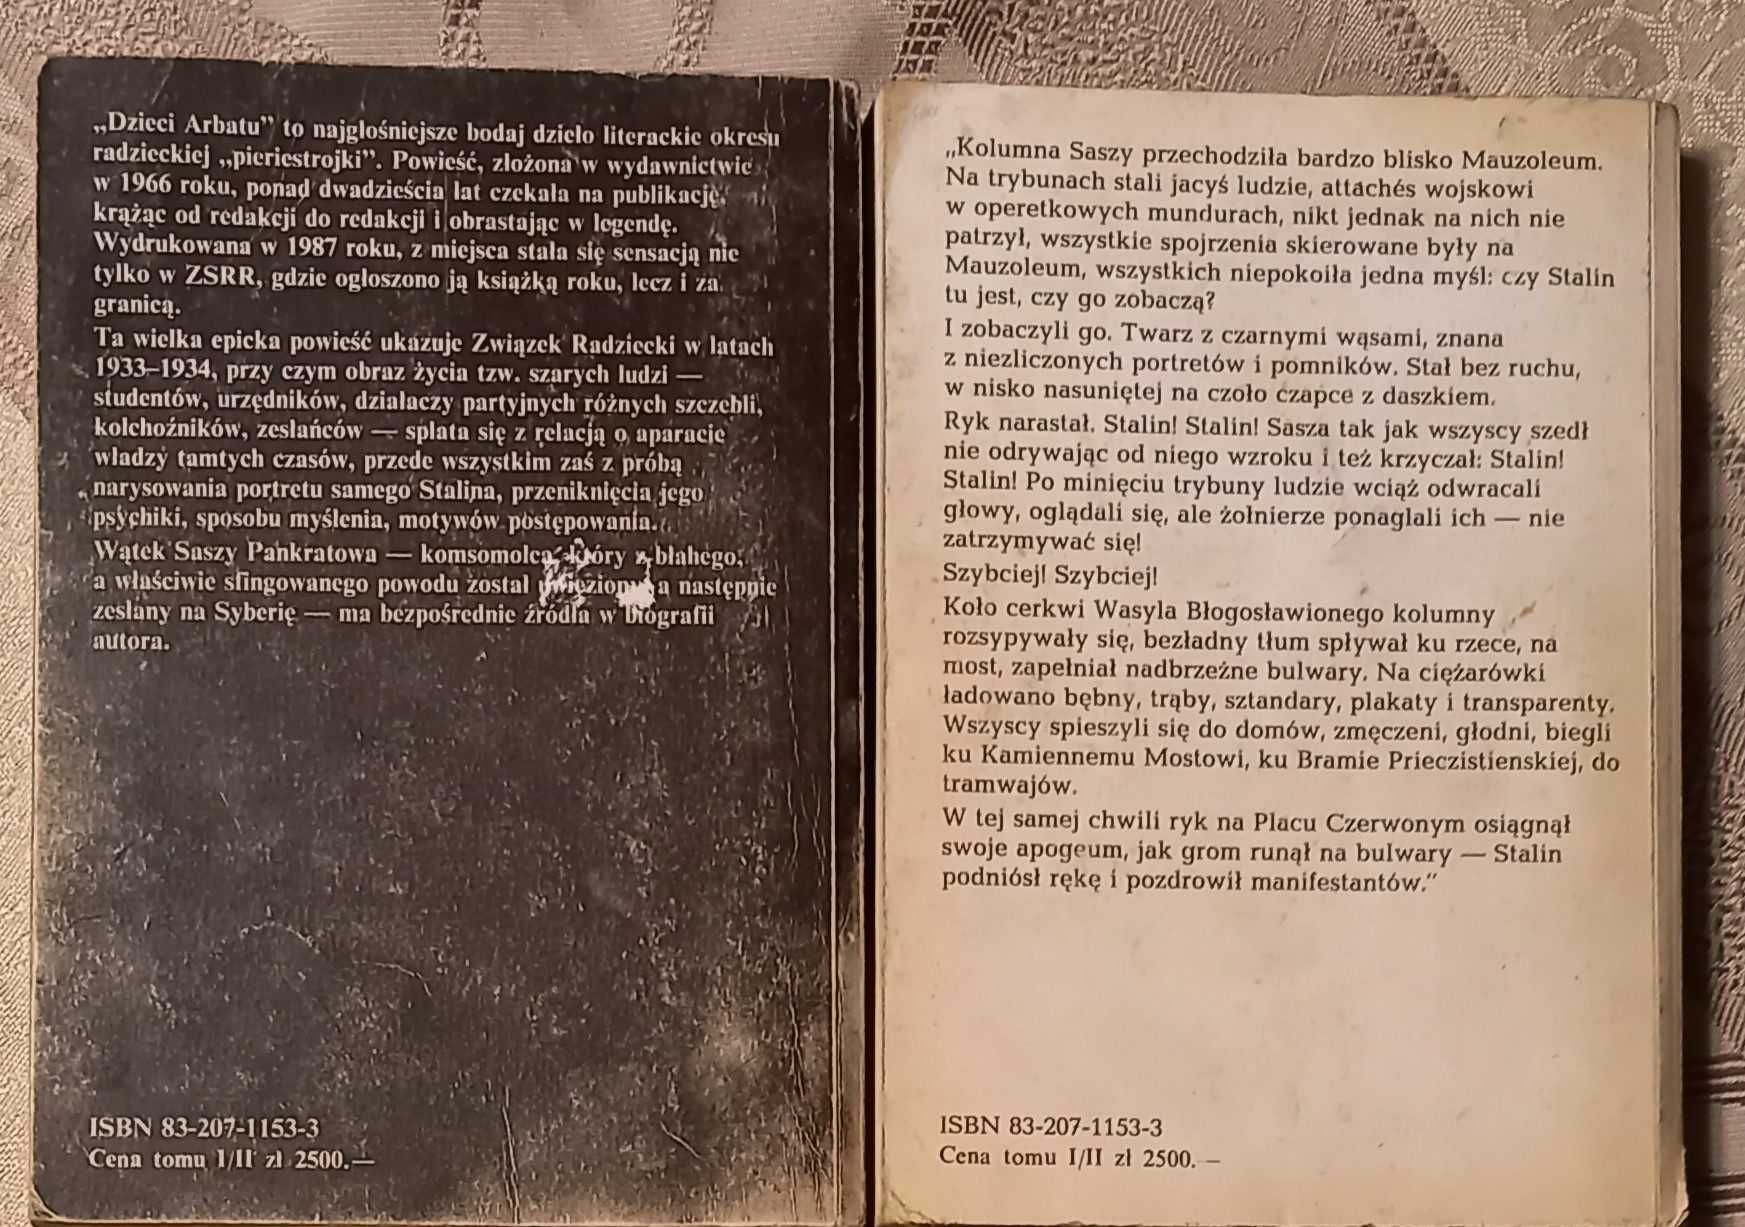 „Dzieci Arbatu” to najgłośniejsze bodaj dzieło literackie okresu
radzieckiej „pieriestrojki”. Powieść, złożona w wydawnictwie
w 1966 roku, ponad dwadzieścia lat czekała na publikację,
krążąc od redakcji do redakcji i obrastając w legendę.
Wydrukowana w 1987 roku, z miejsca stała się sensacją nie
tylko w ZSRR, gdzie ogłoszono ją książką roku, lecz i za
granicą.
Ta wielka epicka powieść ukazuje Związek Radziecki w latach
1933–1934, przy czym obraz życia tzw. szarych ludzi —
studentów, urzędników, działaczy partyjnych różnych szczebli,
kołchoźników, zesłańców — splata się z relacją o aparacie
władzy tamtych czasów, przede wszystkim zaś z próbą
narysowania portretu samego Stalina, przeniknięcia jego
psychiki, sposobu myślenia, motywów postępowania.
Wątek Saszy Pankratowa — komsomolca, który z błahego,
a właściwie sfingowanego powodu został a następnie
zesłany na Syberię — ma bezpośrednie źródła w biografii
autora.
ISBN 83-207-1153-3
Cena tomu I/II zł 2500.—
„Kolumna Saszy przechodziła bardzo blisko Mauzoleum.
Na trybunach stali jacyś ludzie, attachés wojskowi
w operetkowych mundurach, nikt jednak na nich nie
patrzył, wszystkie spojrzenia skierowane były na
Mauzoleum, wszystkich niepokoiła jedna myśl: czy Stalin
tu jest, czy go zobaczą?
I zobaczyli go. Twarz z czarnymi wąsami, znana
z niezliczonych portretów i pomników. Stał bez ruchu,
w nisko nasuniętej na czoło czapce z daszkiem.
Ryk narastał. Stalin! Stalin! Sasza tak jak wszyscy szedł
nie odrywając od niego wzroku i też krzyczał: Stalin!
Stalin! Po minięciu trybuny ludzie wciąż odwracali
głowy, oglądali się, ale żołnierze ponaglali ich — nie
zatrzymywać się!
Szybciej! Szybciej!
Koło cerkwi Wasyla Błogosławionego kolumny
rozsypywały się, bezładny tłum spływał ku rzece, na
most, zapełniał nadbrzeżne bulwary. Na ciężarówki
ładowano bębny, trąby, sztandary, plakaty i transparenty.
Wszyscy spieszyli się do domów, zmęczeni, głodni, biegli
ku Kamiennemu Mostowi, ku Bramie Prieczistienskiej, do
tramwajów.
W tej samej chwili ryk na Placu Czerwonym osiągnął
swoje apogeum, jak grom runął na bulwary — Stalin
podniósł rękę i pozdrowił manifestantów.”
ISBN 83-207-1153-3
Cena tomu I/II zł 2500.—